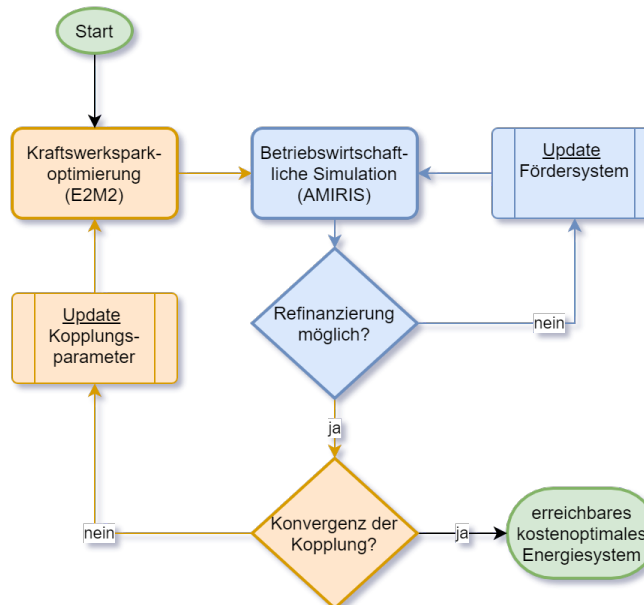 Start
Kraftswerkspark-
optimierung
(E2M2)
Betriebswirtschaft-
liche Simulation
(AMIRIS)
Update
Fördersystem
Update
Kopplungs-
parameter
Refinanzierung
möglich?
nein
ja
Konvergenz der
Kopplung?
nein
ja
erreichbares
kostenoptimales
Energiesystem